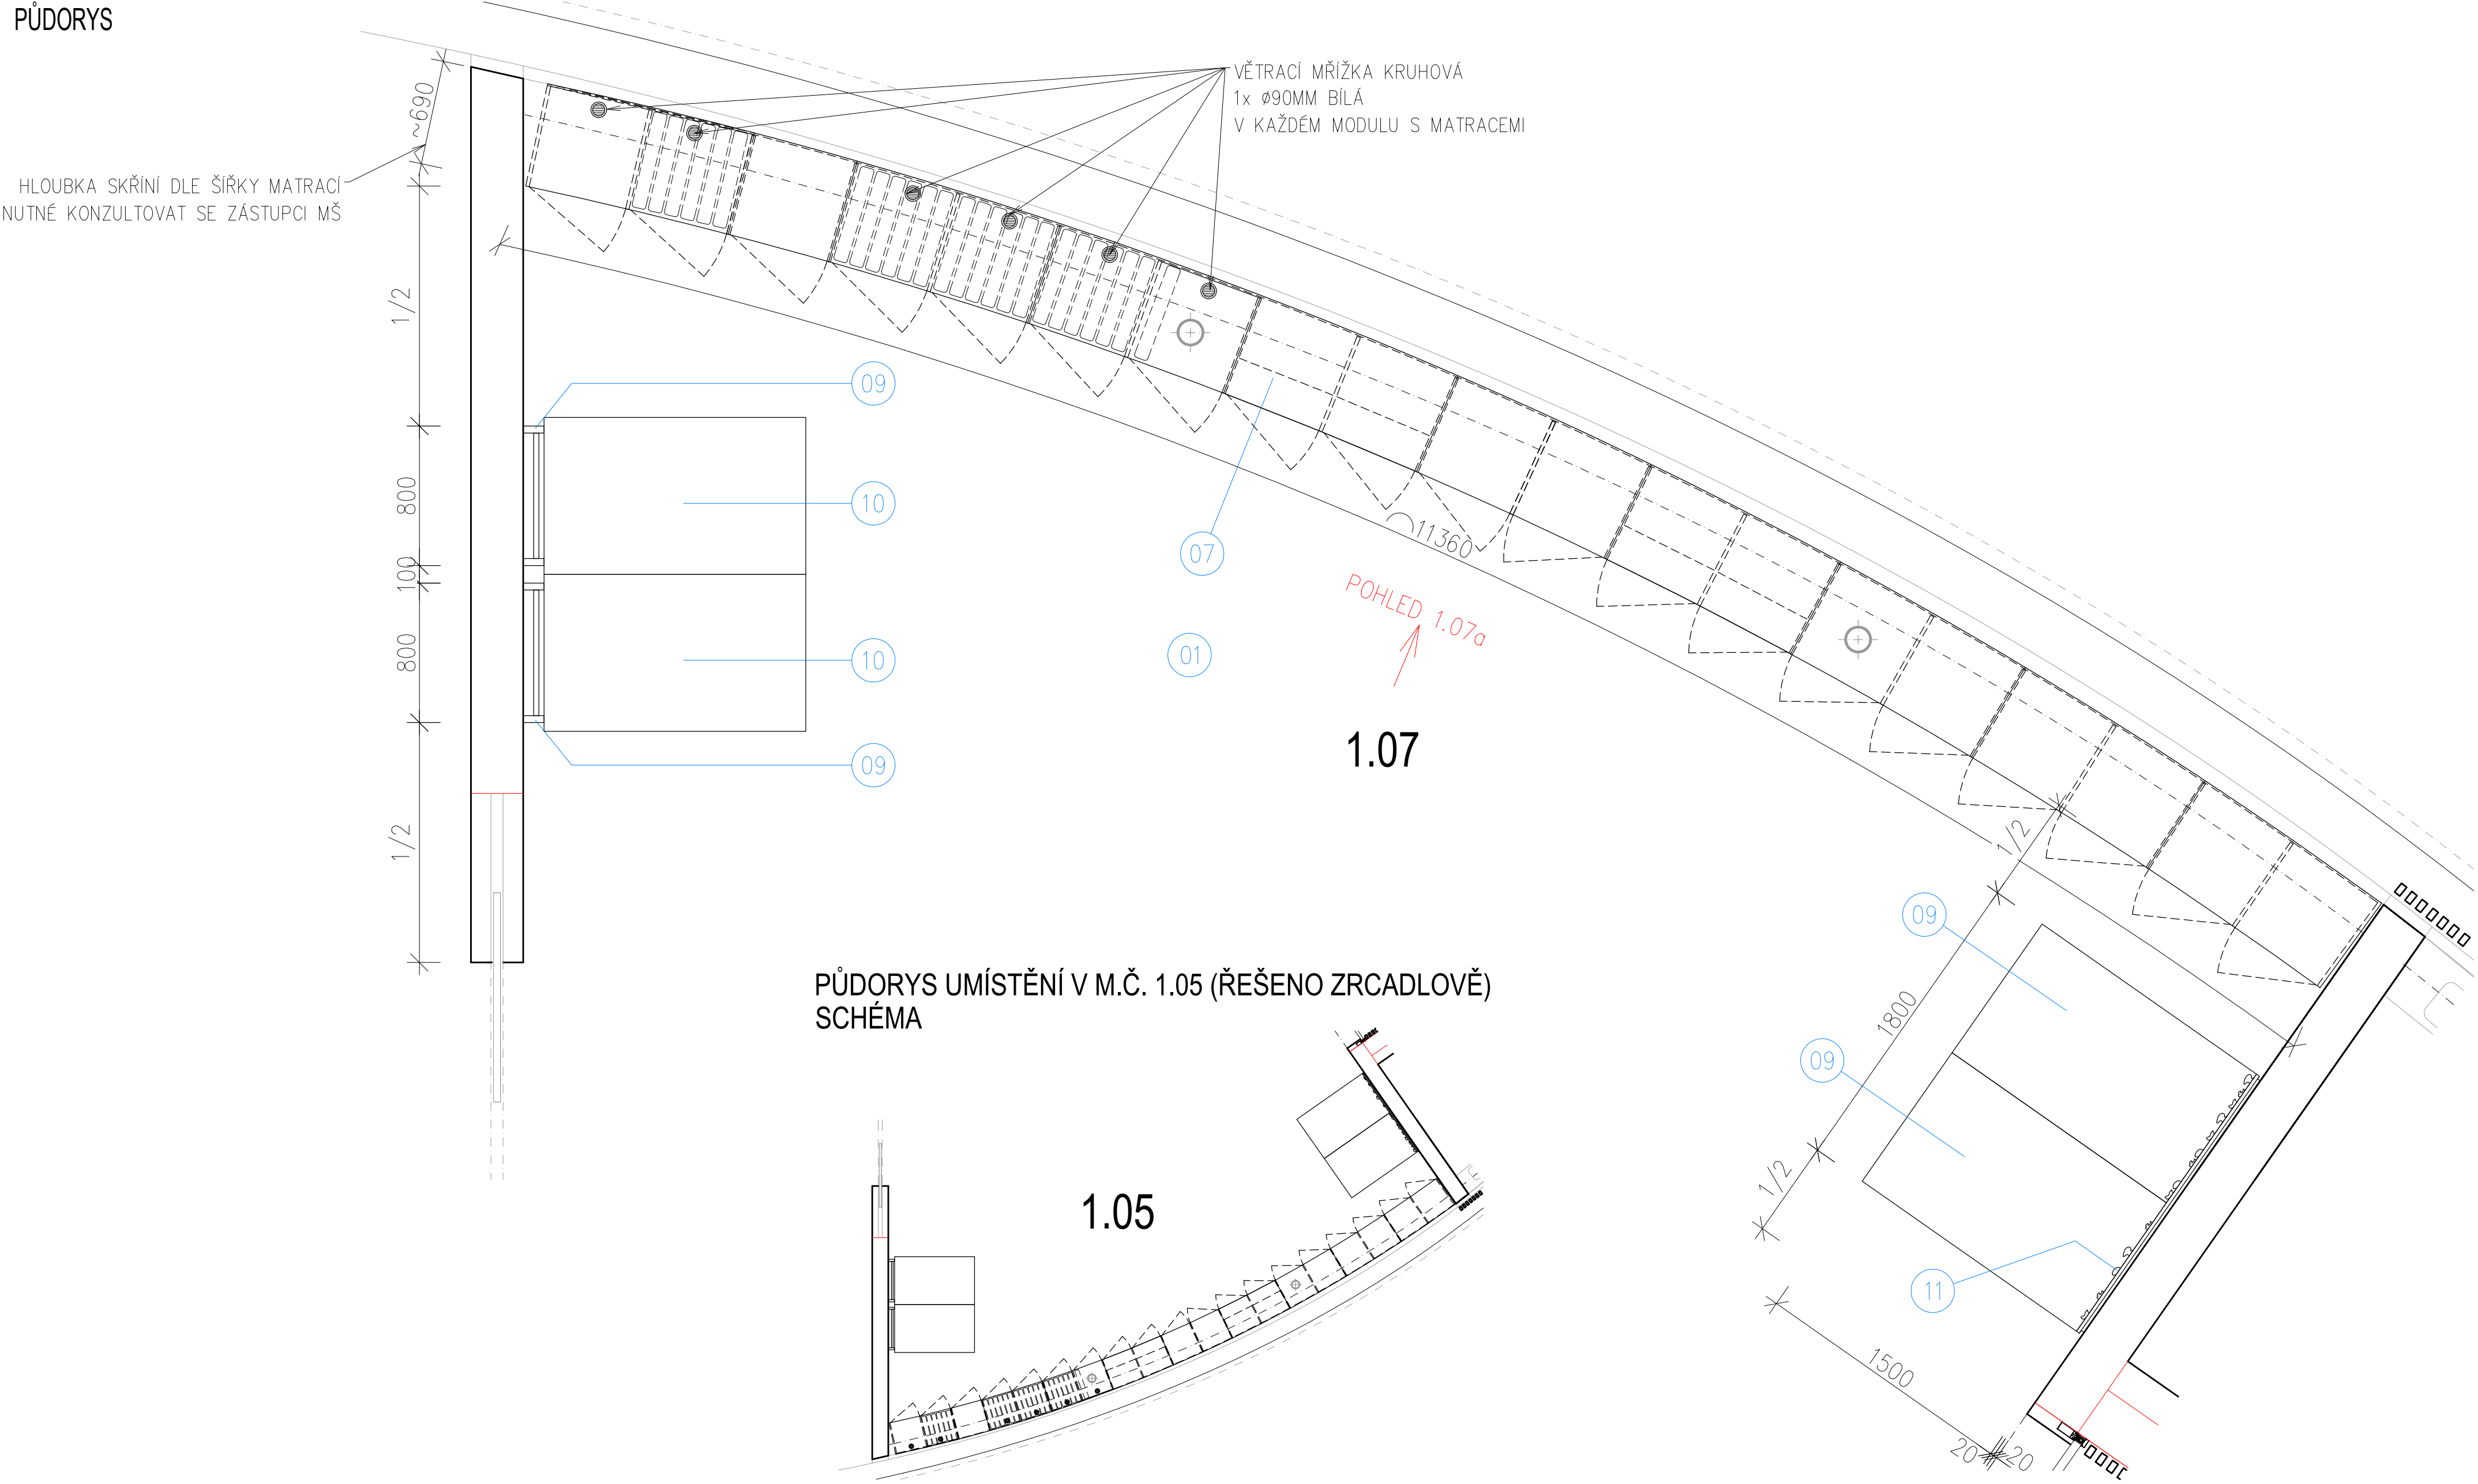 PŮDORYS
VĚTRACÍ MŘÍŽKA KRUHOVÁ
1x ø90MM BÍLÁ
V KAŽDÉM MODULU S MATRACEMI
~690
HLOUBKA SKŘÍNÍ DLE ŠÍŘKY MATRACÍ
NUTNÉ KONZULTOVAT SE ZÁSTUPCI MŠ
1/2
09
800
10
11360
07
100
POHLED 1.07a
800
01
10
1.07
09
1/2
1/2
09
PŮDORYS UMÍSTĚNÍ V M.Č. 1.05 (ŘEŠENO ZRCADLOVĚ)
SCHÉMA
1800
09
1/2
1.05
11
1500
20
20